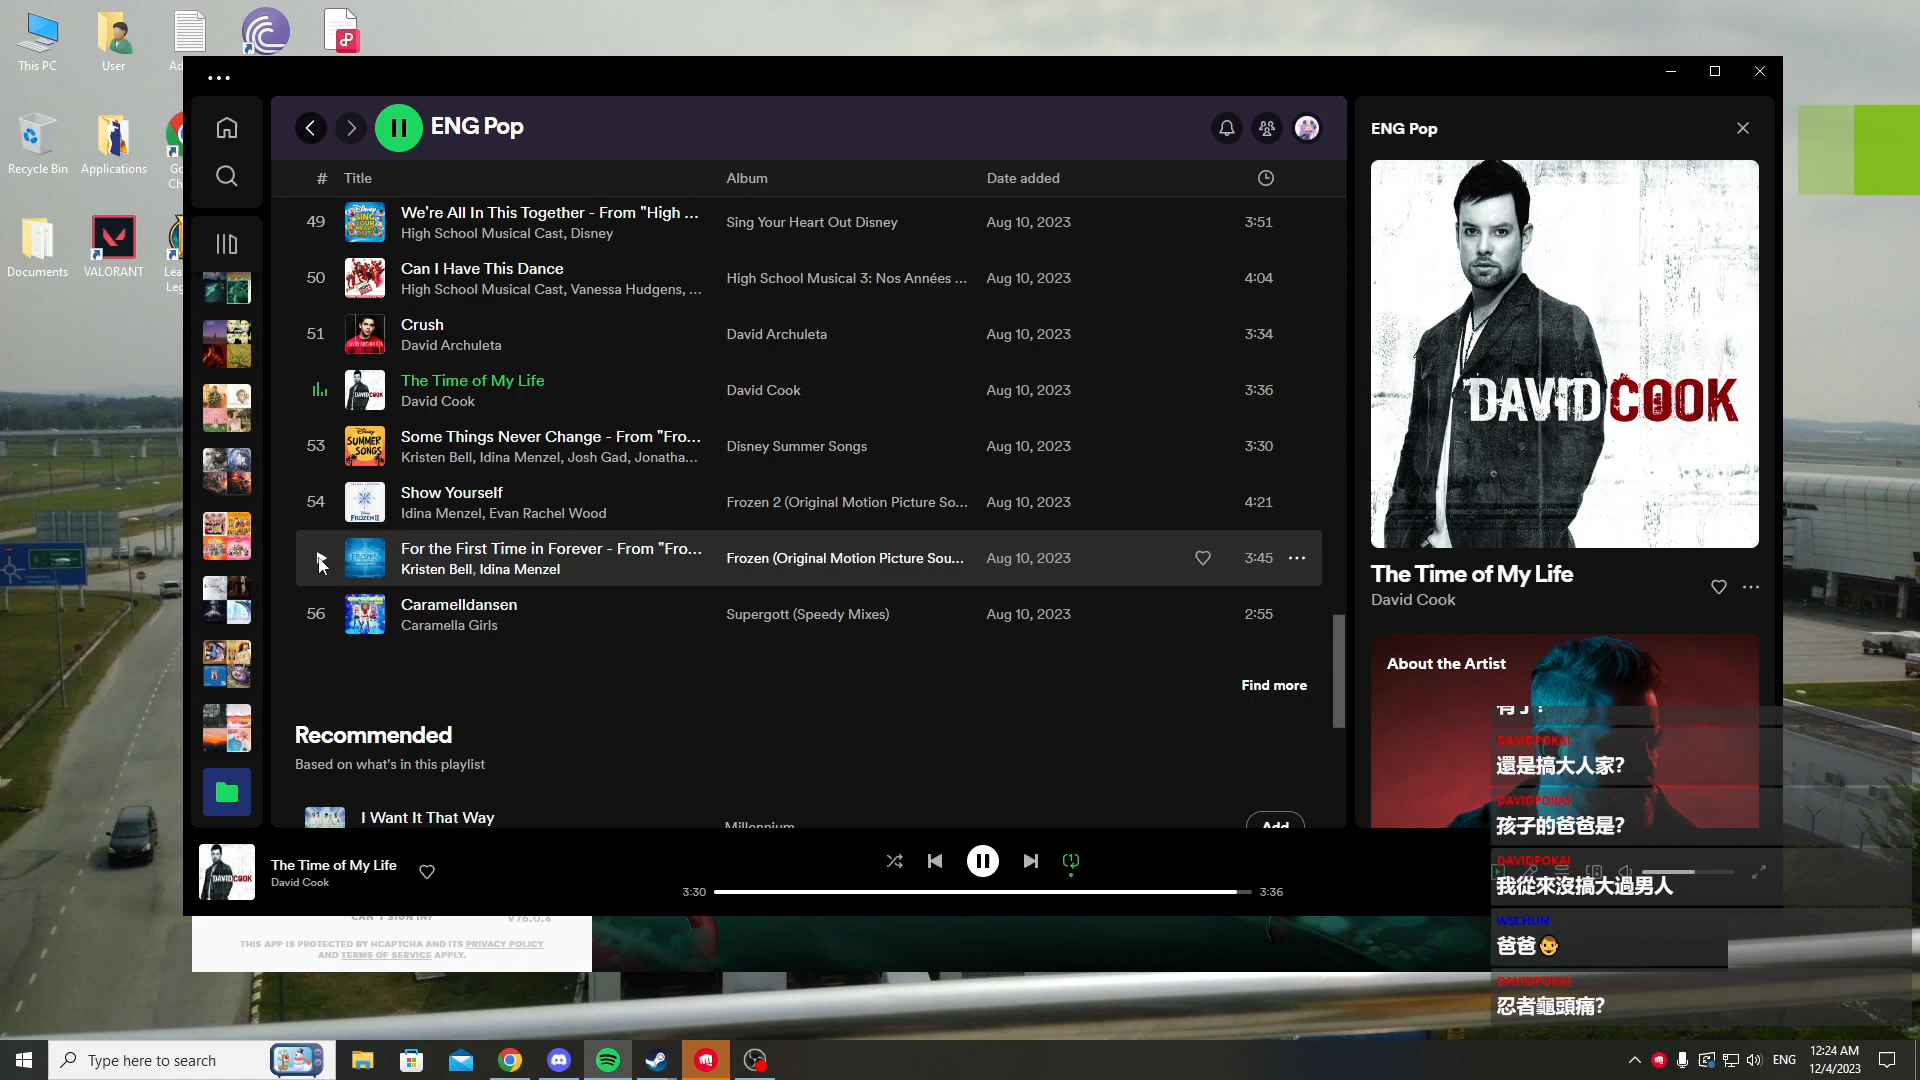 This PC
User
Recycle Bin
Applications
Documents
VALORANT
ENG Pop
# Title Album Date added
49 We're All In This Together - From "High ... Sing Your Heart Out Disney Aug 10, 2023 3:51
High School Musical Cast, Disney
50 Can I Have This Dance High School Musical 3: Nos Années ... Aug 10, 2023 4:04
High School Musical Cast, Vanessa Hudgens, ...
51 Crush David Archuleta Aug 10, 2023 3:34
David Archuleta
The Time of My Life David Cook Aug 10, 2023 3:36
David Cook
53 Some Things Never Change - From "Fro... Disney Summer Songs Aug 10, 2023 3:30
Kristen Bell, Idina Menzel, Josh Gad, Jonatha...
54 Show Yourself Frozen 2 (Original Motion Picture So... Aug 10, 2023 4:21
Idina Menzel, Evan Rachel Wood
For the First Time in Forever - From "Fro... Frozen (Original Motion Picture Sou... Aug 10, 2023 3:45
Kristen Bell, Idina Menzel
56 Caramelldansen Supergott (Speedy Mixes) Aug 10, 2023 2:55
Caramella Girls
Find more
Recommended
Based on what's in this playlist
I Want It That Way Millennium Add
ENG Pop
DAVID COOK
The Time of My Life
David Cook
About the Artist
DAVIDPOKAI
還是搞大人家?
DAVIDPOKAI
孩子的爸爸是?
DAVIDPOKAI
我從來沒搞大過男人
WSCHUN
爸爸👨
DAVIDPOKAI
忍者龜頭痛?
The Time of My Life
David Cook
3:30 3:36
CAN'T SIGN IN? V76.0.4
THIS APP IS PROTECTED BY HCAPTCHA AND ITS PRIVACY POLICY
AND TERMS OF SERVICE APPLY.
Type here to search
ENG
12:24 AM
12/4/2023